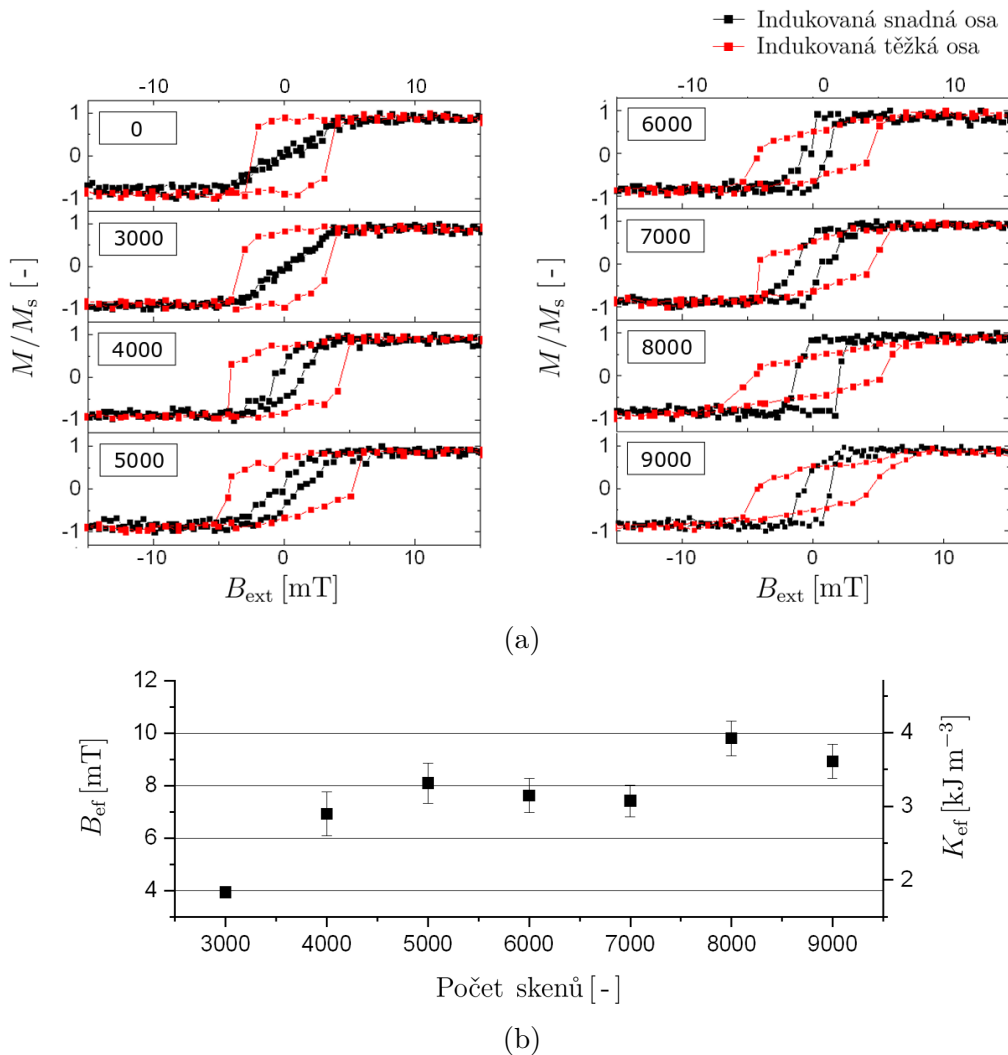 Indukovaná snadná osa
Indukovaná těžká osa
-10 0 10
-10 0 10
1
0
-1
0
1
0
-1
3000
1
0
-1
4000
1
0
-1
5000
M/Ms [-]
-10 0 10
Bext [mT]
1
0
-1
6000
1
0
-1
7000
1
0
-1
8000
1
0
-1
9000
M/Ms [-]
-10 0 10
Bext [mT]
(a)
12
10
8
6
4
Bef [mT]
4
3
2
Kef [kJ m−3]
3000 4000 5000 6000 7000 8000 9000
Počet skenů [-]
(b)